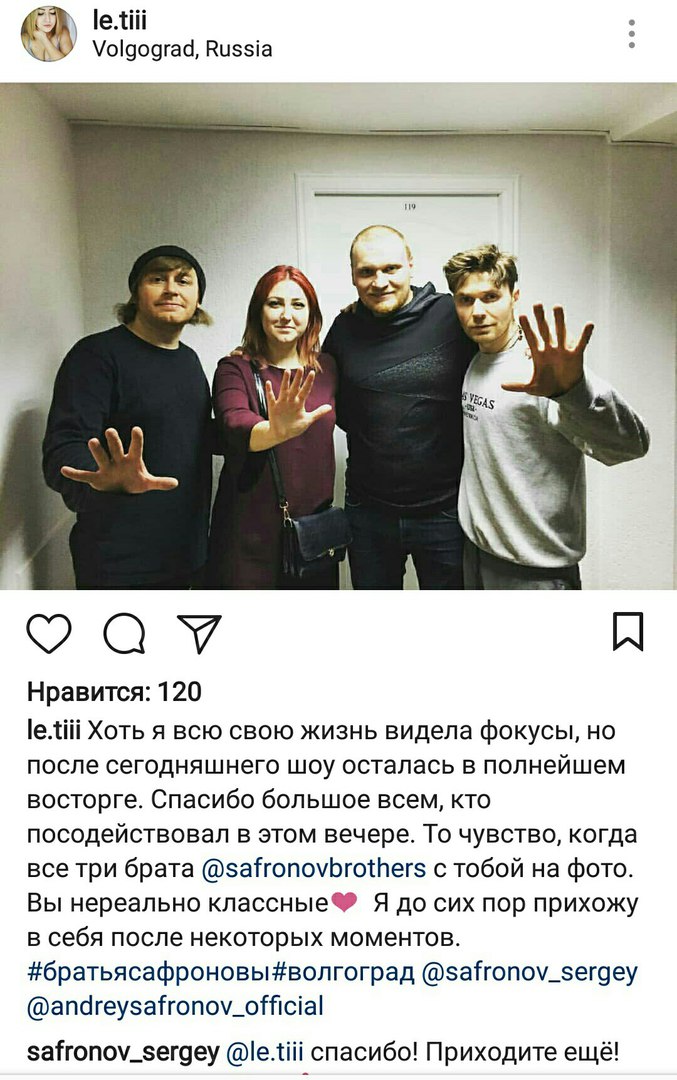 le.tiii
Volgograd, Russia
119
VEGAS
Нравится: 120
le.tiii Хоть я всю свою жизнь видела фокусы, но
после сегодняшнего шоу осталась в полнейшем
восторге. Спасибо большое всем, кто
посодействовал в этом вечере. То чувство, когда
все три брата @safronovbrothers с тобой на фото.
Вы нереально классные❤ Я до сих пор прихожу
в себя после некоторых моментов.
#братьясафроновы#волгоград @safronov_sergey
@andreysafronov_official
safronov_sergey @le.tiii спасибо! Приходите ещё!